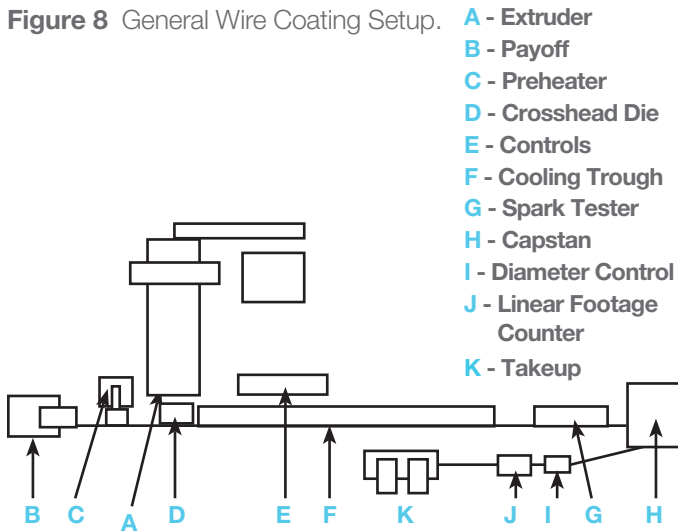 Figure 8 General Wire Coating Setup.
A - Extruder
B - Payoff
C - Preheater
D - Crosshead Die
E - Controls
F - Cooling Trough
G - Spark Tester
H - Capstan
I - Diameter Control
J - Linear Footage
Counter
K - Takeup
B C A D E F K J I G H